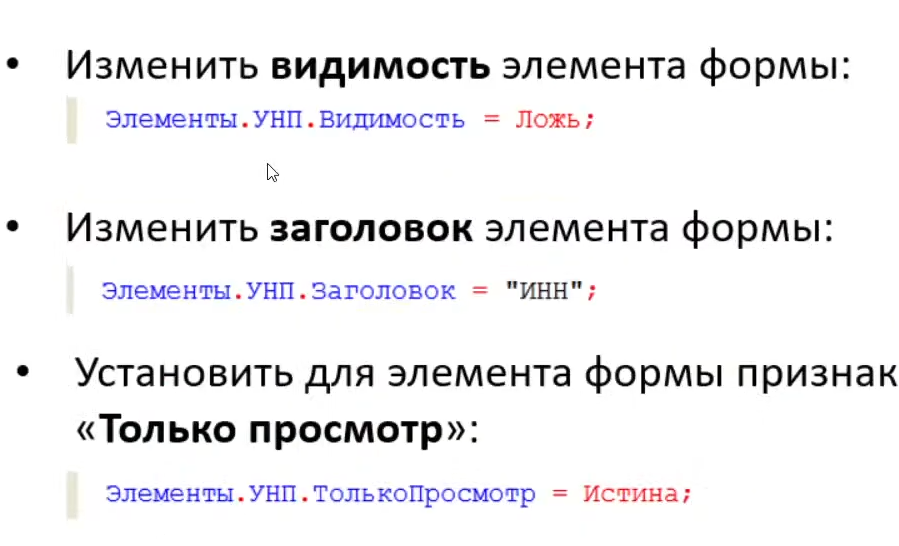 • Изменить видимость элемента формы:
Элементы.УНП.Видимость = Ложь;
• Изменить заголовок элемента формы:
Элементы.УНП.Заголовок = "ИНН";
• Установить для элемента формы признак
«Только просмотр»:
Элементы.УНП.ТолькоПросмотр = Истина;